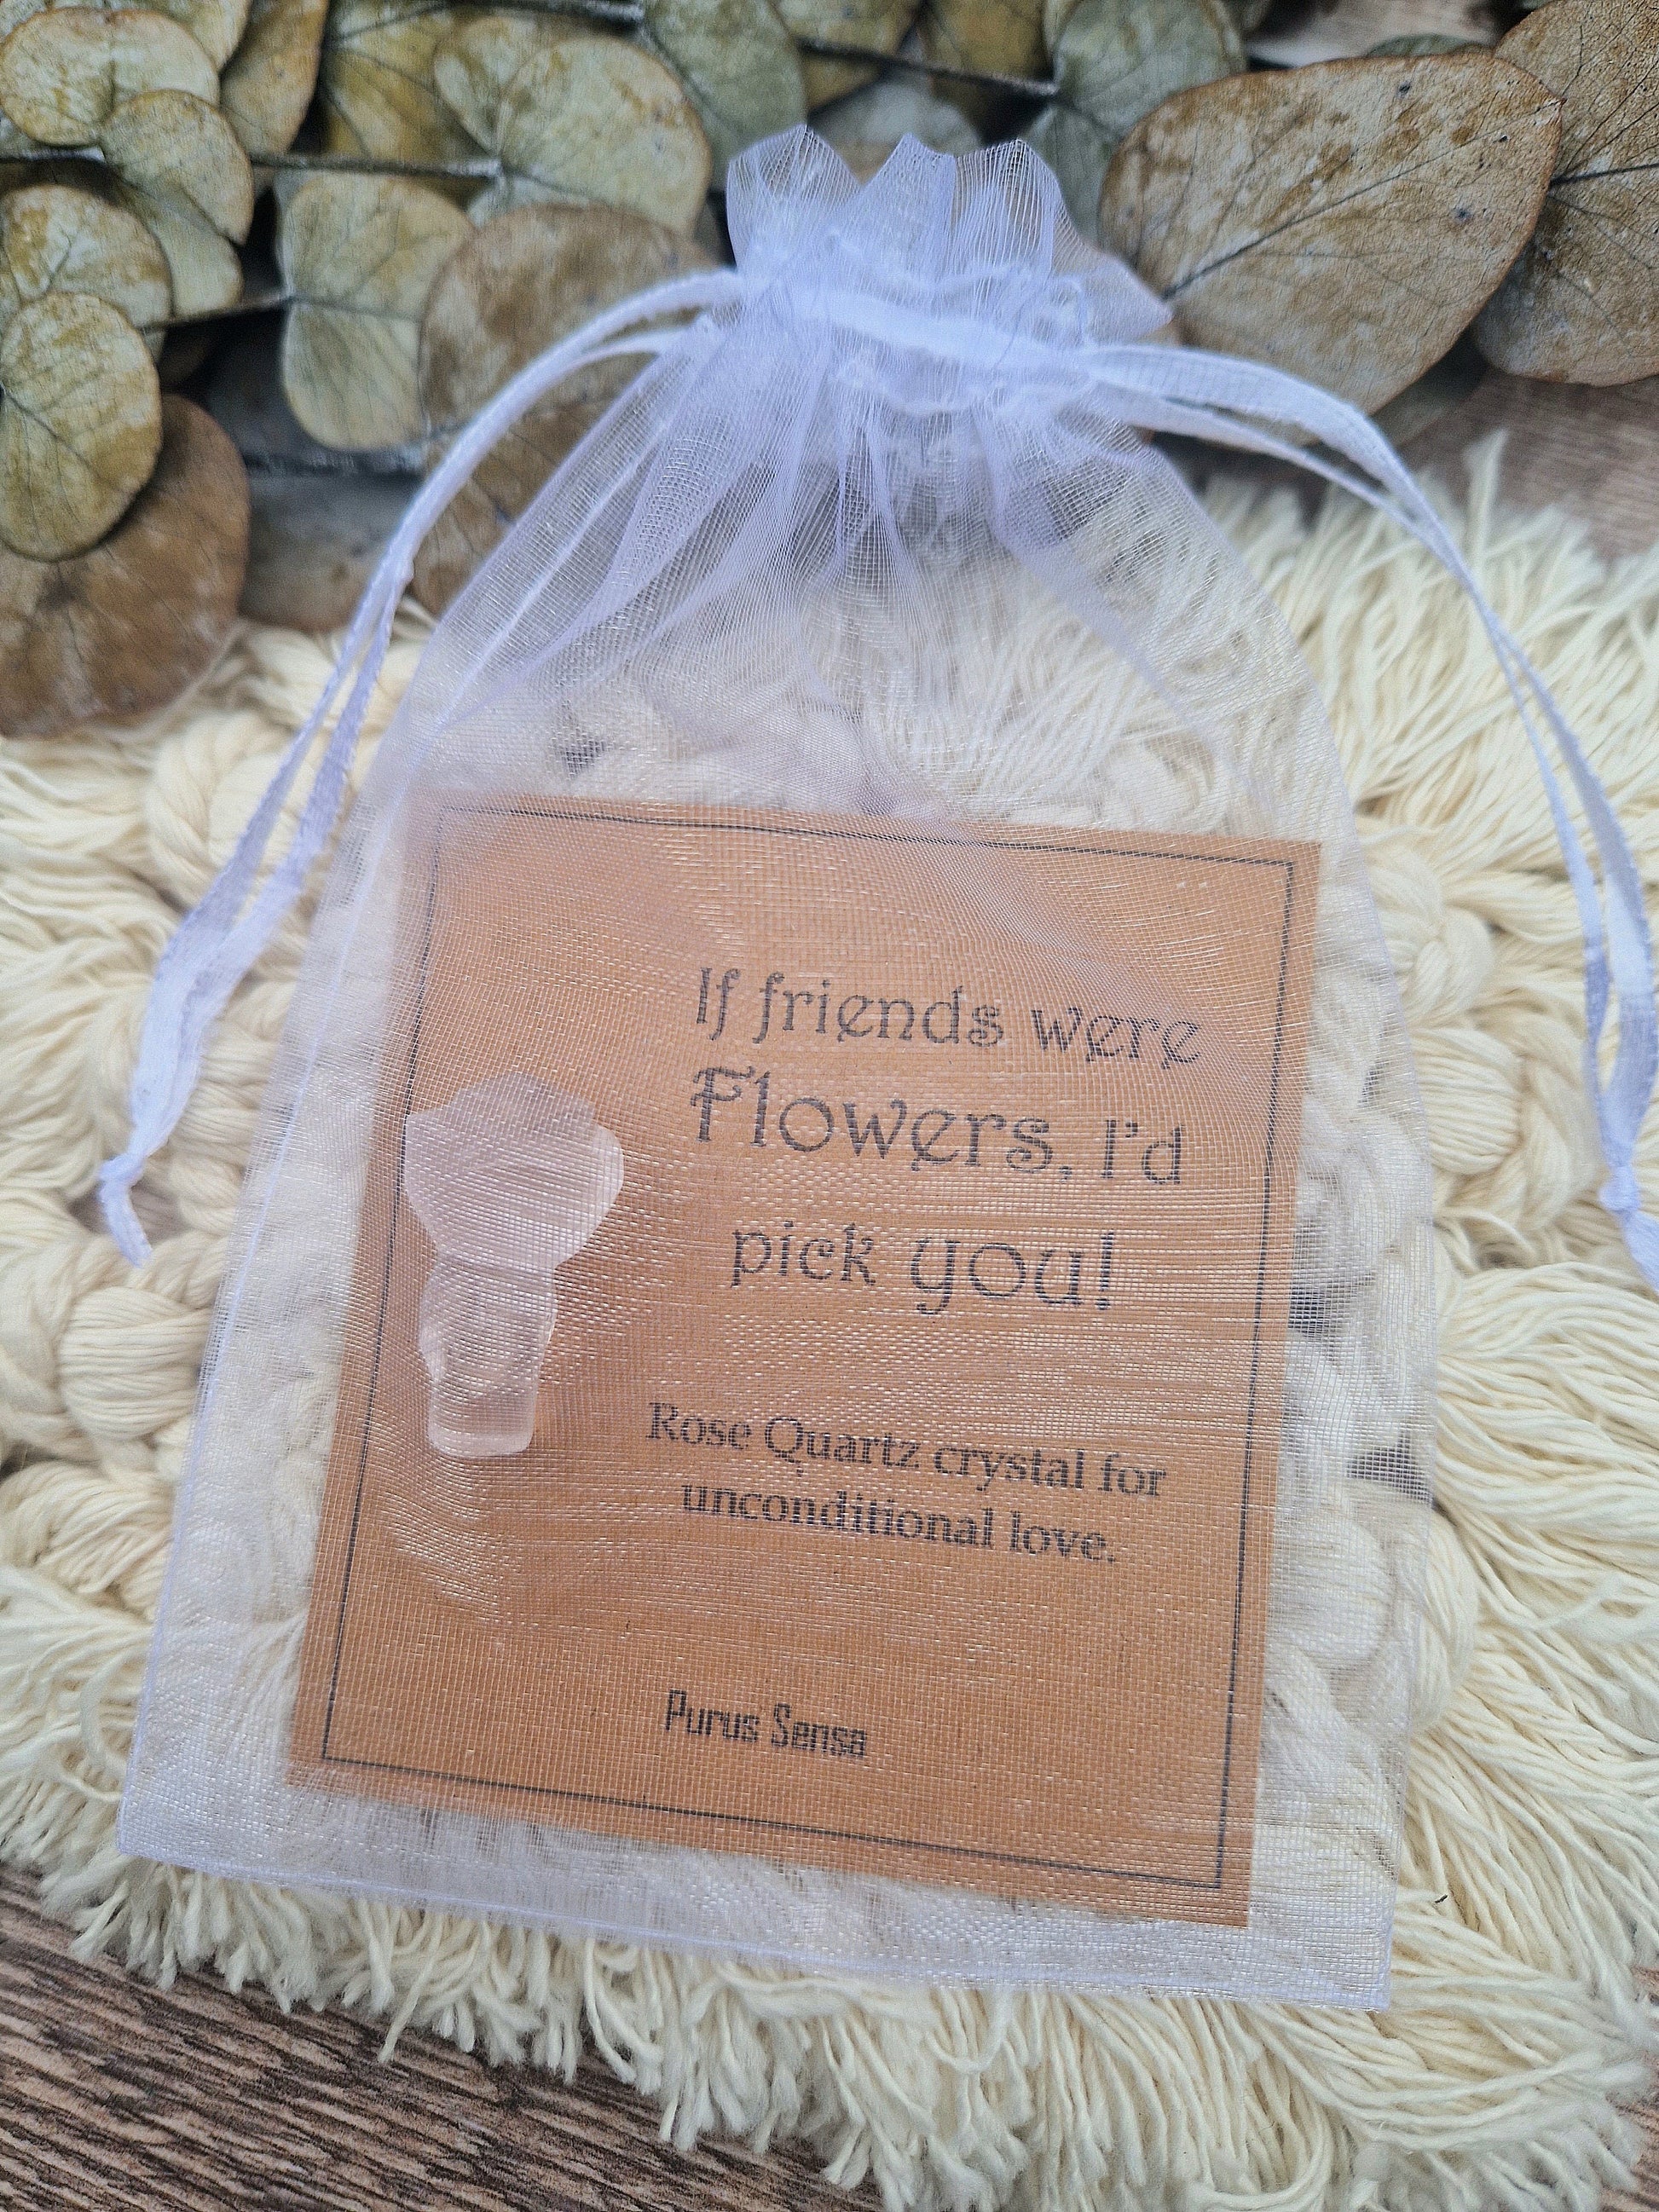 If friends were
Flowers, I'd
pick you!
Rose Quartz crystal for
unconditional love.
Purus Sensa